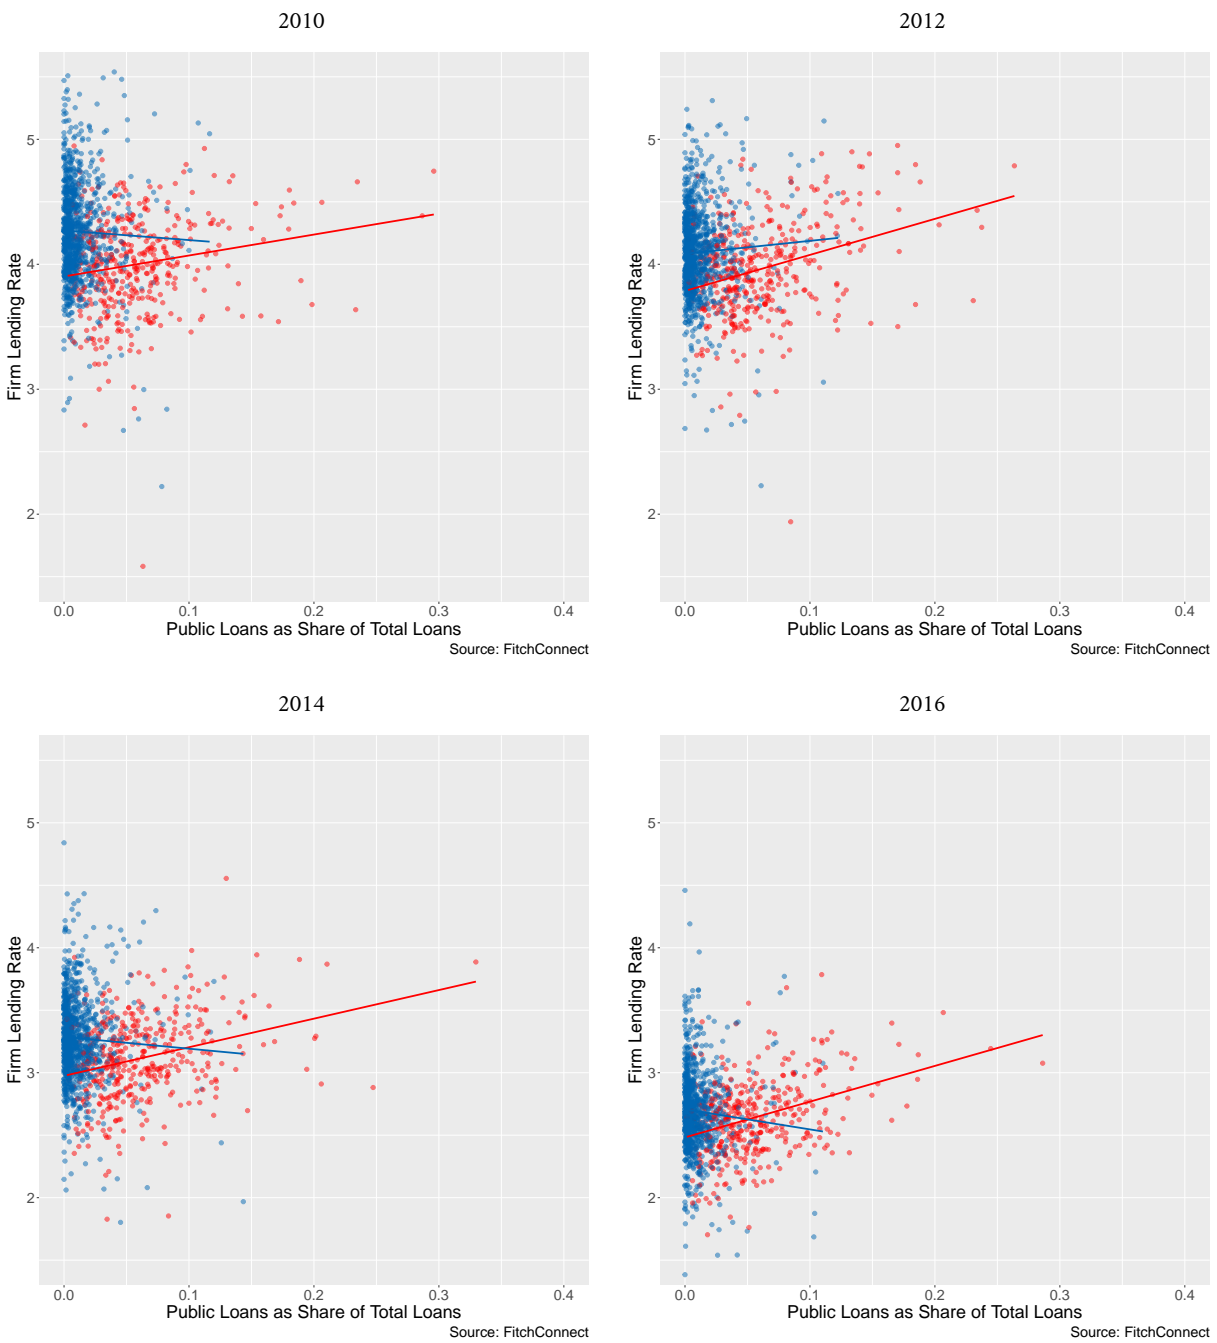 2010
2012
5
4
3
2
Firm Lending Rate
0.0 0.1 0.2 0.3 0.4
Public Loans as Share of Total Loans
Source: FitchConnect
5
4
3
2
Firm Lending Rate
0.0 0.1 0.2 0.3 0.4
Public Loans as Share of Total Loans
Source: FitchConnect
2014
2016
5
4
3
2
Firm Lending Rate
0.0 0.1 0.2 0.3 0.4
Public Loans as Share of Total Loans
Source: FitchConnect
5
4
3
2
Firm Lending Rate
0.0 0.1 0.2 0.3 0.4
Public Loans as Share of Total Loans
Source: FitchConnect